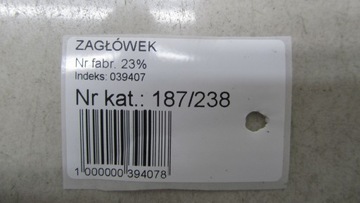 ZAGŁÓWEK
Nr fabr. 23%
Indeks: 039407
Nr kat.: 187/238
1 000000 394078